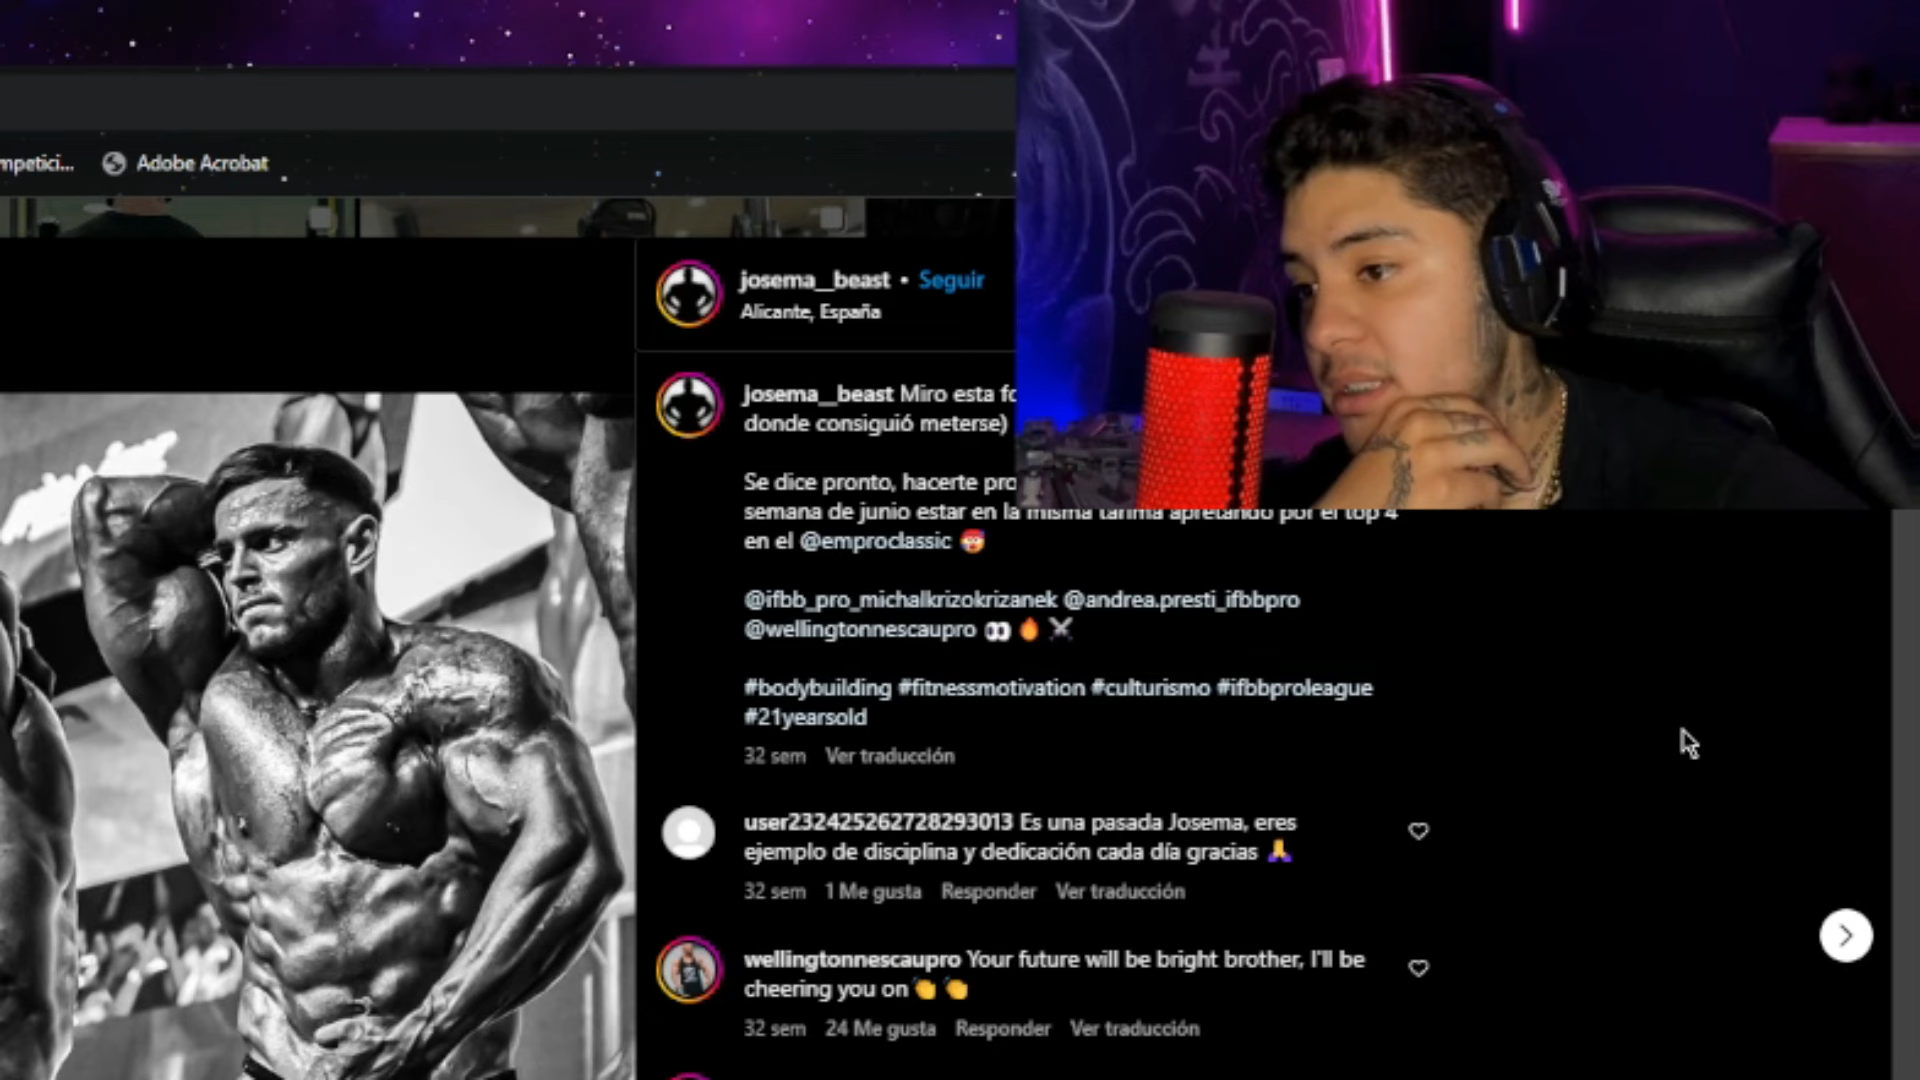 Adobe Acrobat
josema__beast • Seguir
Alicante, España
Josema__beast Miro esta
donde consiguió meterse)
Se dice pronto, hacerte
semana de junio estar en la misma tarima apretando por el top 4
en el @emproclassic 🤯
@ifbb_pro_michalkrizokrizanek @andrea.presti_ifbbpro
@wellingtonnescaupro 👀 🔥 ⚔
#bodybuilding #fitnessmotivation #culturismo #ifbbproleague
#21yearsold
32 sem Ver traducción
user232425262728293013 Es una pasada Josema, eres
ejemplo de disciplina y dedicación cada día gracias 🙏
32 sem 1 Me gusta Responder Ver traducción
wellingtonnescaupro Your future will be bright brother, I'll be
cheering you on 👏 👏
32 sem 24 Me gusta Responder Ver traducción